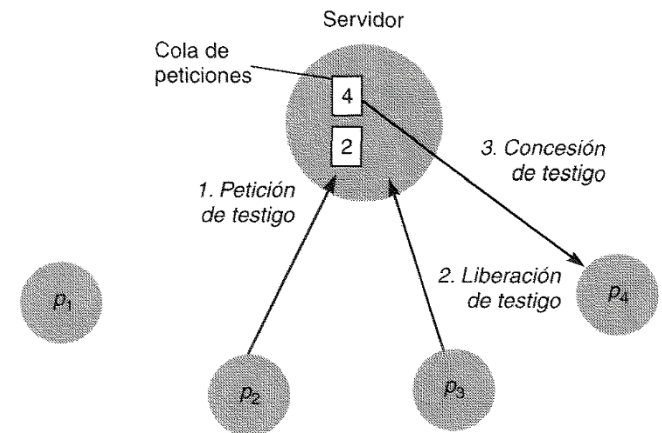 Servidor
Cola de
peticiones
4
2
1. Petición
de testigo
3. Concesión
de testigo
2. Liberación
de testigo
p1
p2
p3
p4